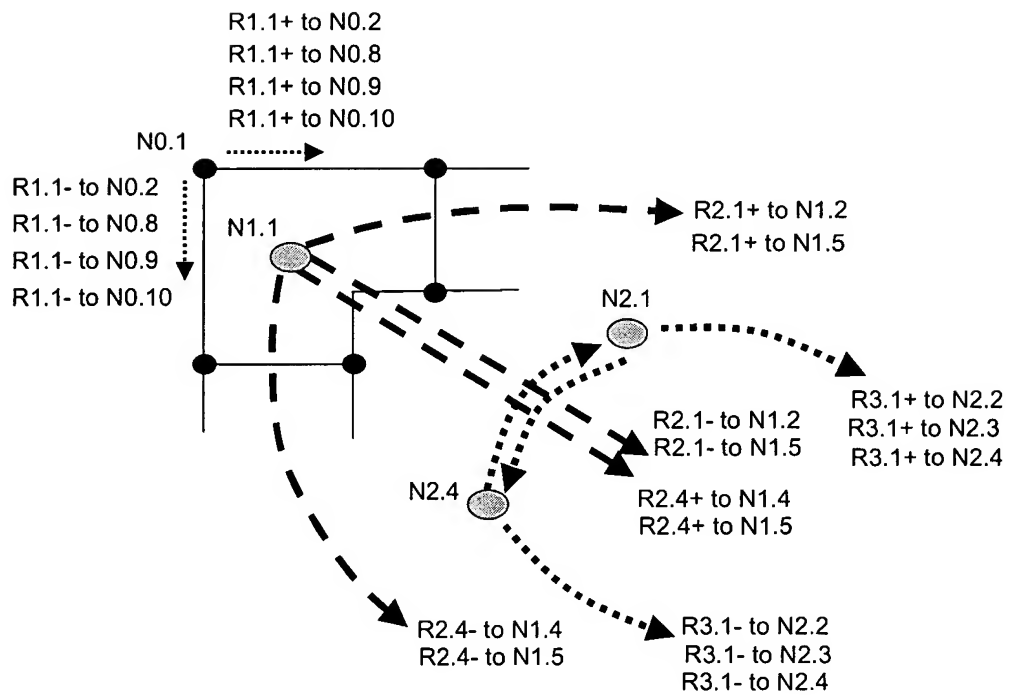 R1.1+ to N0.2
R1.1+ to N0.8
R1.1+ to N0.9
R1.1+ to N0.10
N0.1
R1.1- to N0.2
R1.1- to N0.8
R1.1- to N0.9
R1.1- to N0.10
N1.1
R2.1+ to N1.2
R2.1+ to N1.5
N2.1
R3.1+ to N2.2
R3.1+ to N2.3
R3.1+ to N2.4
R2.1- to N1.2
R2.1- to N1.5
N2.4
R2.4+ to N1.4
R2.4+ to N1.5
R2.4- to N1.4
R2.4- to N1.5
R3.1- to N2.2
R3.1- to N2.3
R3.1- to N2.4